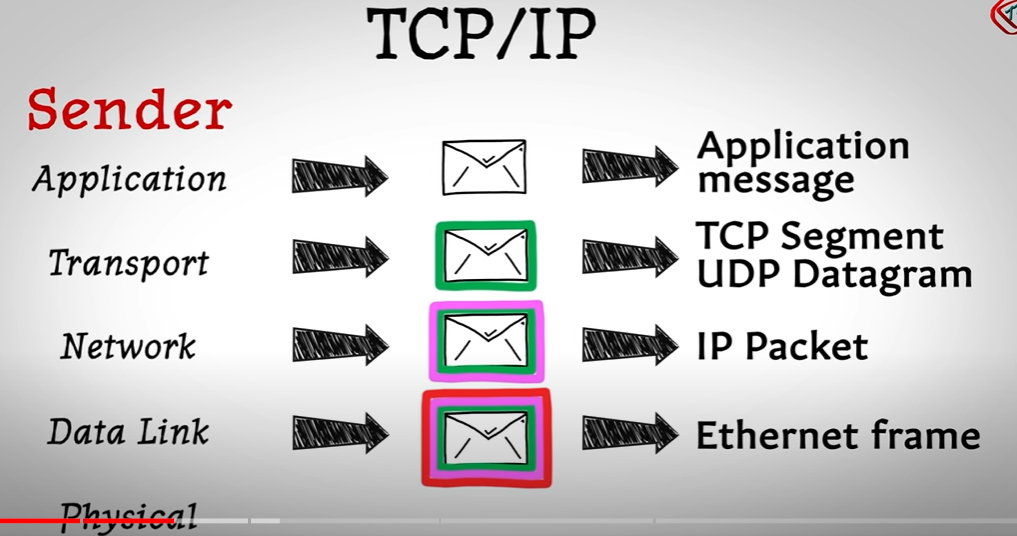 TCP/IP
Sender
Application
Application
message
Transport
TCP Segment
UDP Datagram
Network
IP Packet
Data Link
Ethernet frame
Physical